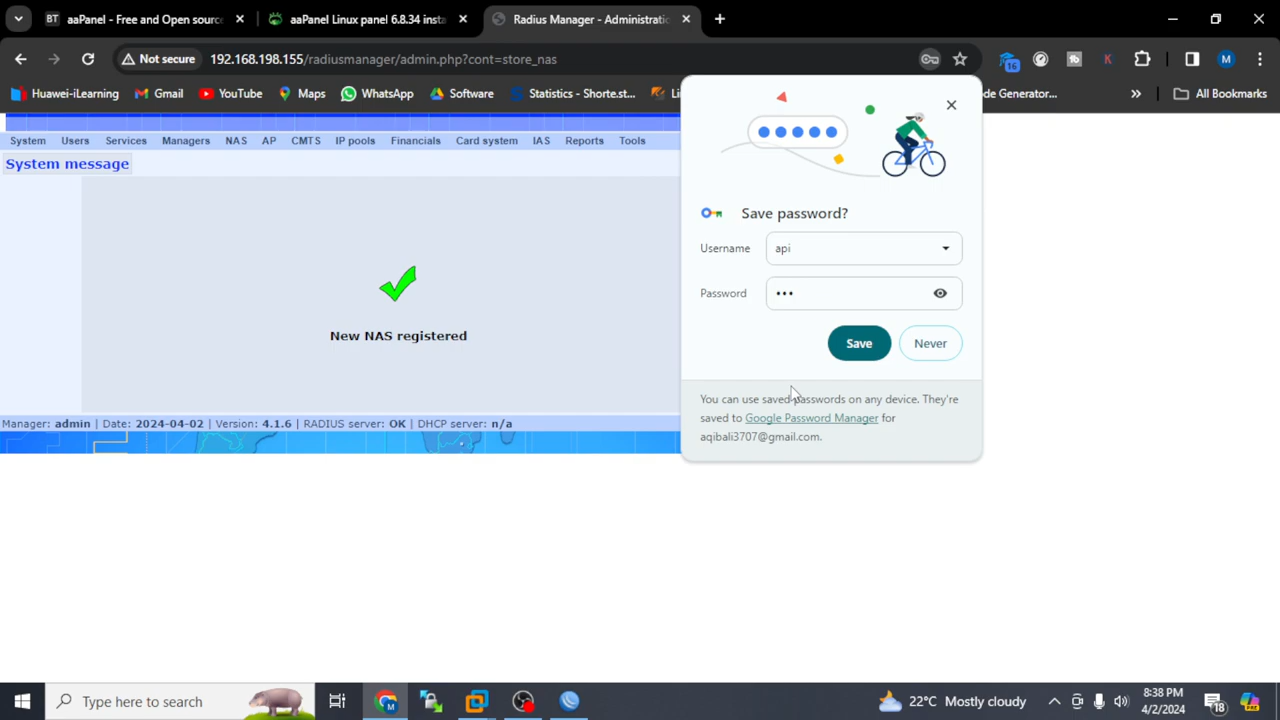 aaPanel - Free and Open source
aaPanel Linux panel 6.8.34 insta
Radius Manager - Administratio
Not secure
192.168.198.155/radiusmanager/admin.php?cont=store_nas
16
K
M
Huawei-iLearning
Gmail
YouTube
Maps
WhatsApp
Software
Statistics - Shorte.st...
Li
de Generator...
All Bookmarks
System Users Services Managers NAS AP CMTS IP pools Financials Card system IAS Reports Tools
System message
New NAS registered
Manager: admin | Date: 2024-04-02 | Version: 4.1.6 | RADIUS server: OK | DHCP server: n/a
Save password?
Username
api
Password
Save
Never
You can use saved passwords on any device. They're
saved to Google Password Manager for
aqibali3707@gmail.com.
Type here to search
22°C Mostly cloudy
8:38 PM
4/2/2024
18